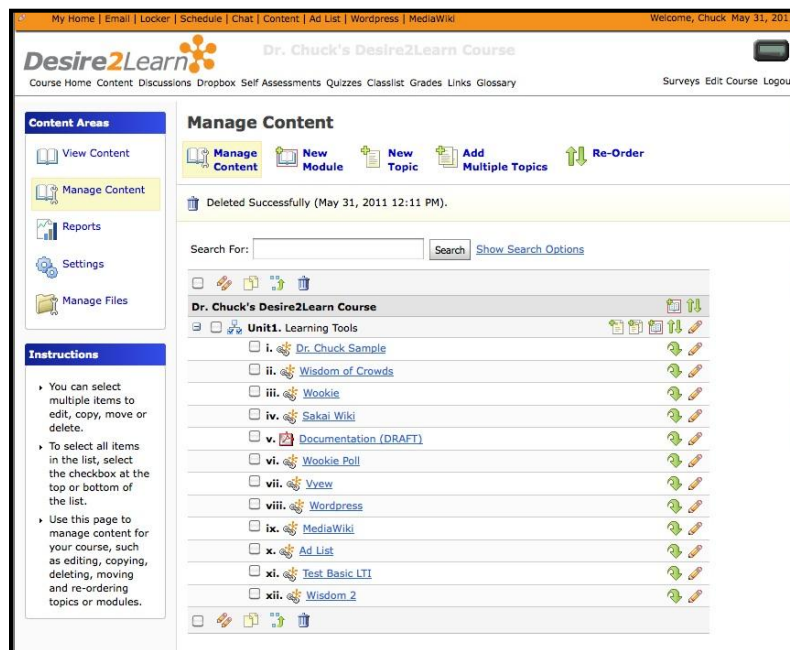 My Home | Email | Locker | Schedule | Chat | Content | Ad List | Wordpress | MediaWiki
Welcome, Chuck May 31, 201
Desire2Learn
Dr. Chuck's Desire2Learn Course
Course Home Content Discussions Dropbox Self Assessments Quizzes Classlist Grades Links Glossary
Surveys Edit Course Logou
Content Areas
View Content
Manage Content
Reports
Settings
Manage Files
Instructions
You can select
multiple items to
edit, copy, move or
delete.
To select all items
in the list, select
the checkbox at the
top or bottom of
the list.
Use this page to
manage content for
your course, such
as editing, copying,
deleting, moving
and re-ordering
topics or modules.
Manage Content
Manage
Content
New
Module
New
Topic
Add
Multiple Topics
Re-Order
Deleted Successfully (May 31, 2011 12:11 PM).
Search For:
Search
Show Search Options
Dr. Chuck's Desire2Learn Course
Unit1. Learning Tools
i. Dr. Chuck Sample
ii. Wisdom of Crowds
iii. Wookie
iv. Sakai Wiki
v. Documentation (DRAFT)
vi. Wookie Poll
vii. Vyew
viii. Wordpress
ix. MediaWiki
x. Ad List
xi. Test Basic LTI
xii. Wisdom 2